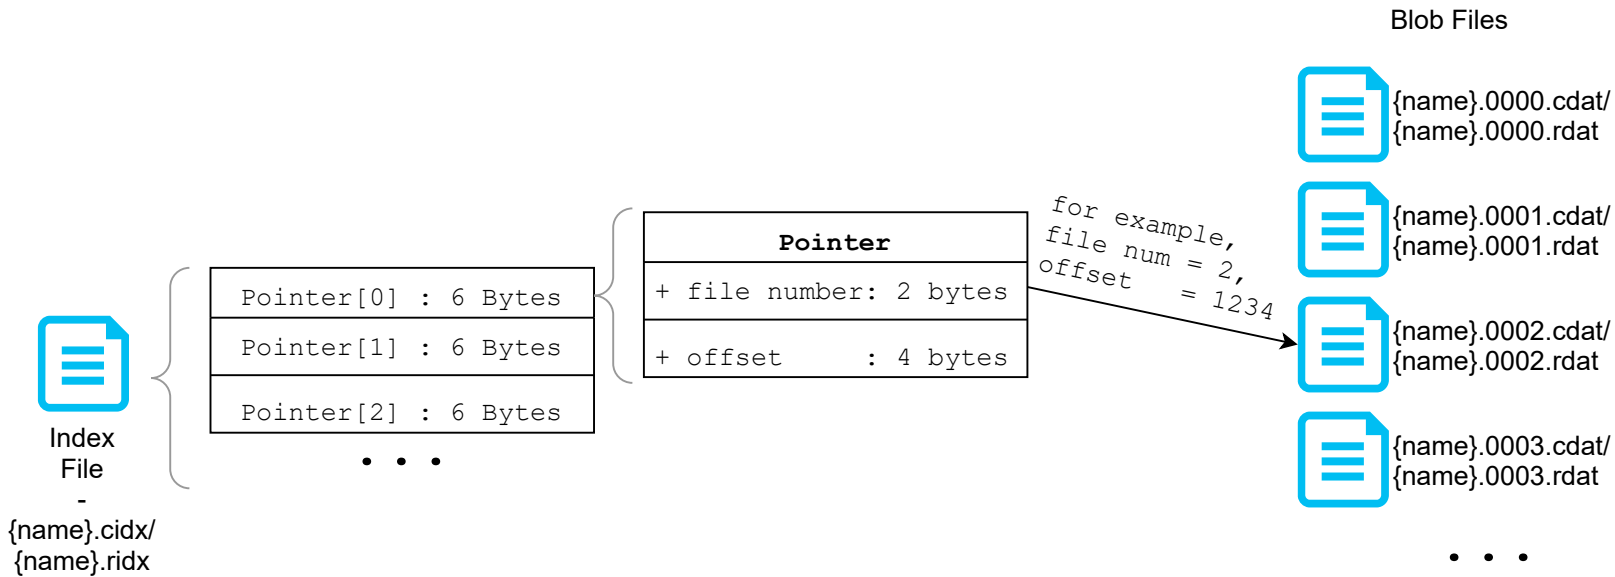 Blob Files
{name}.0000.cdat/
{name}.0000.rdat
{name}.0001.cdat/
{name}.0001.rdat
{name}.0002.cdat/
{name}.0002.rdat
{name}.0003.cdat/
{name}.0003.rdat
. . .
for example,
file num = 2,
offset   = 1234
Pointer
+ file number: 2 bytes
+ offset     : 4 bytes
Pointer[0] : 6 Bytes
Pointer[1] : 6 Bytes
Pointer[2] : 6 Bytes
. . .
Index
File
-
{name}.cidx/
{name}.ridx